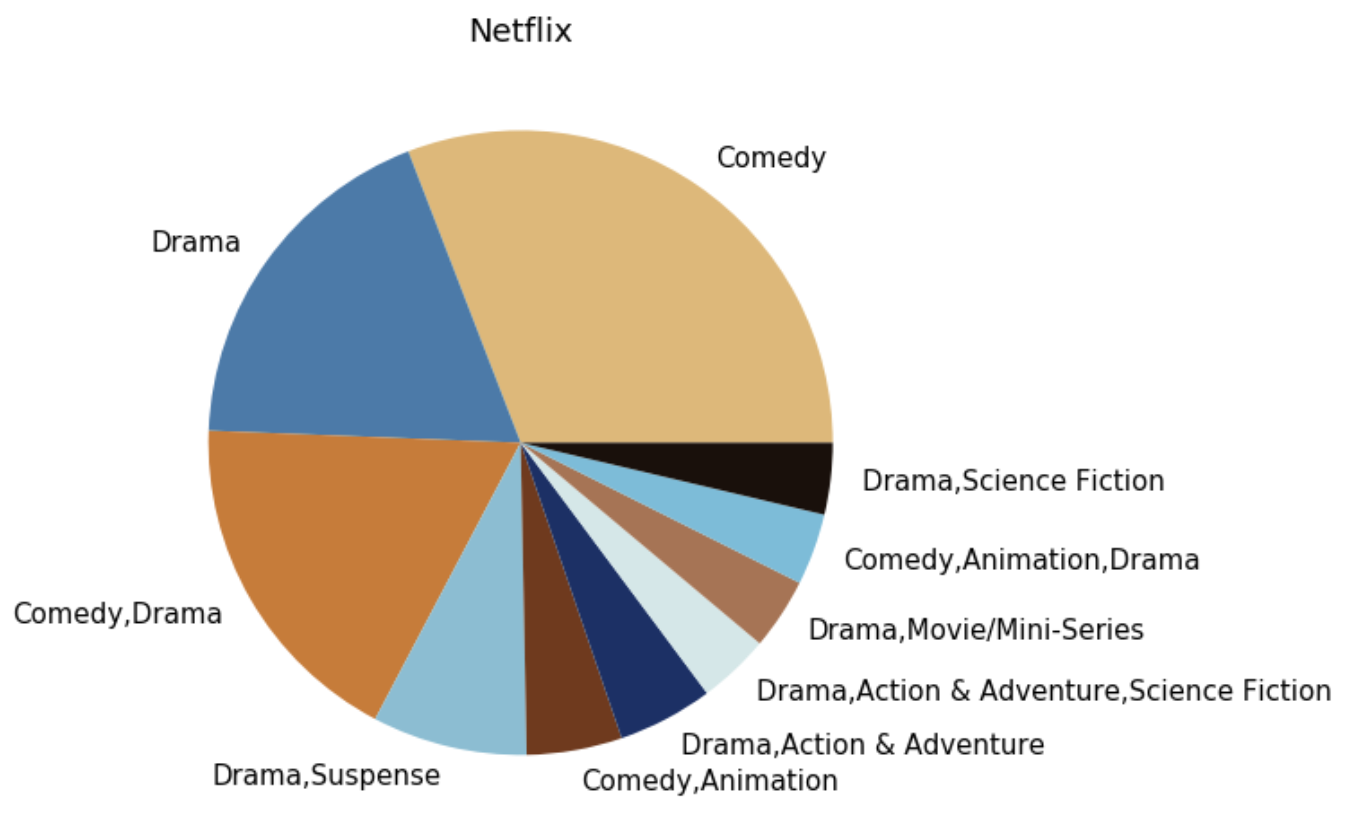 Netflix
Comedy
Drama
Drama,Science Fiction
Comedy,Animation,Drama
Comedy,Drama
Drama,Movie/Mini-Series
Drama,Action & Adventure,Science Fiction
Drama,Action & Adventure
Drama,Suspense
Comedy,Animation